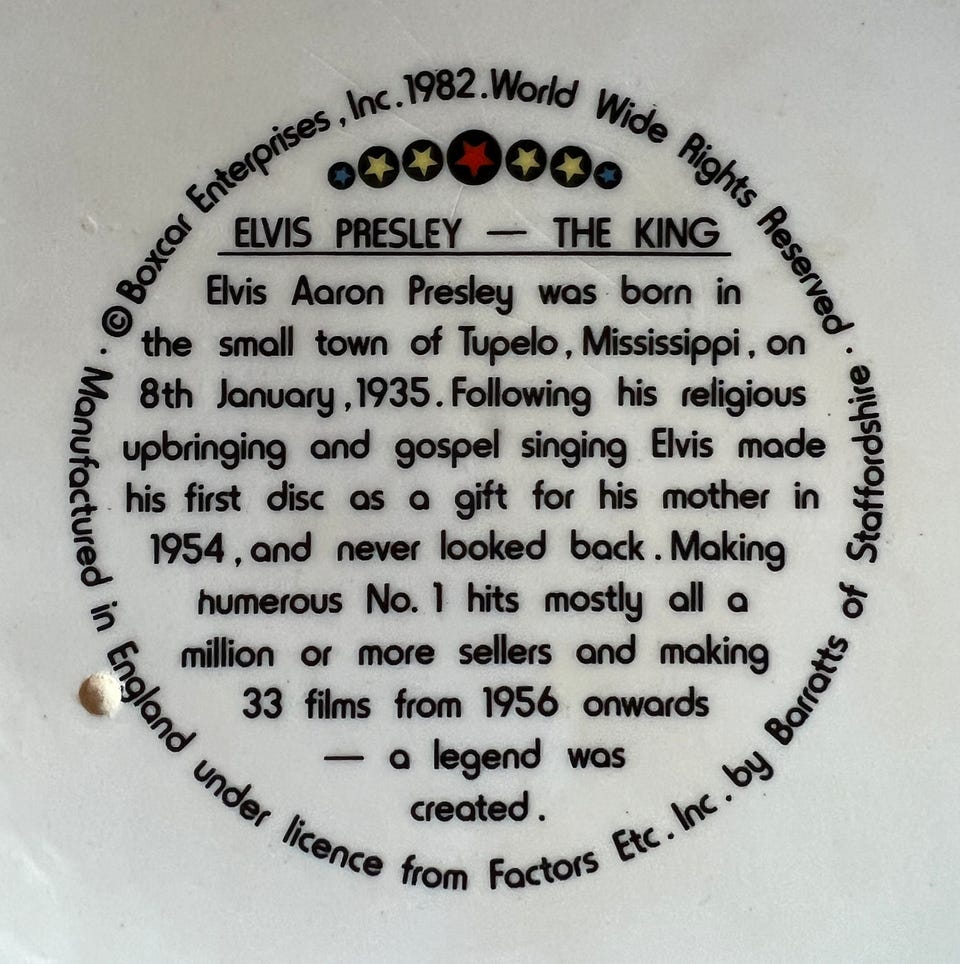 © Boxcar Enterprises, Inc. 1982. World Wide Rights Reserved.
ELVIS PRESLEY — THE KING
Elvis Aaron Presley was born in
the small town of Tupelo, Mississippi, on
8th January, 1935. Following his religious
upbringing and gospel singing Elvis made
his first disc as a gift for his mother in
1954, and never looked back. Making
humerous No. 1 hits mostly all a
million or more sellers and making
33 films from 1956 onwards
— a legend was
created.
· Manufactured in England under licence from Factors Etc. Inc. by Barratts of Staffordshire